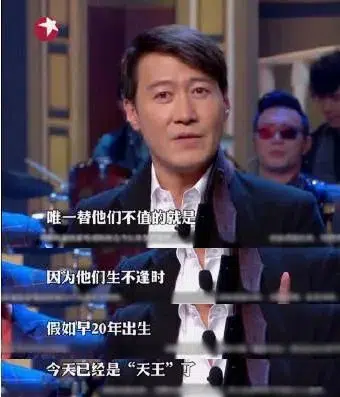 唯一替他们不值的就是
因为他们生不逢时
假如早20年出生
今天已经是“天王”了